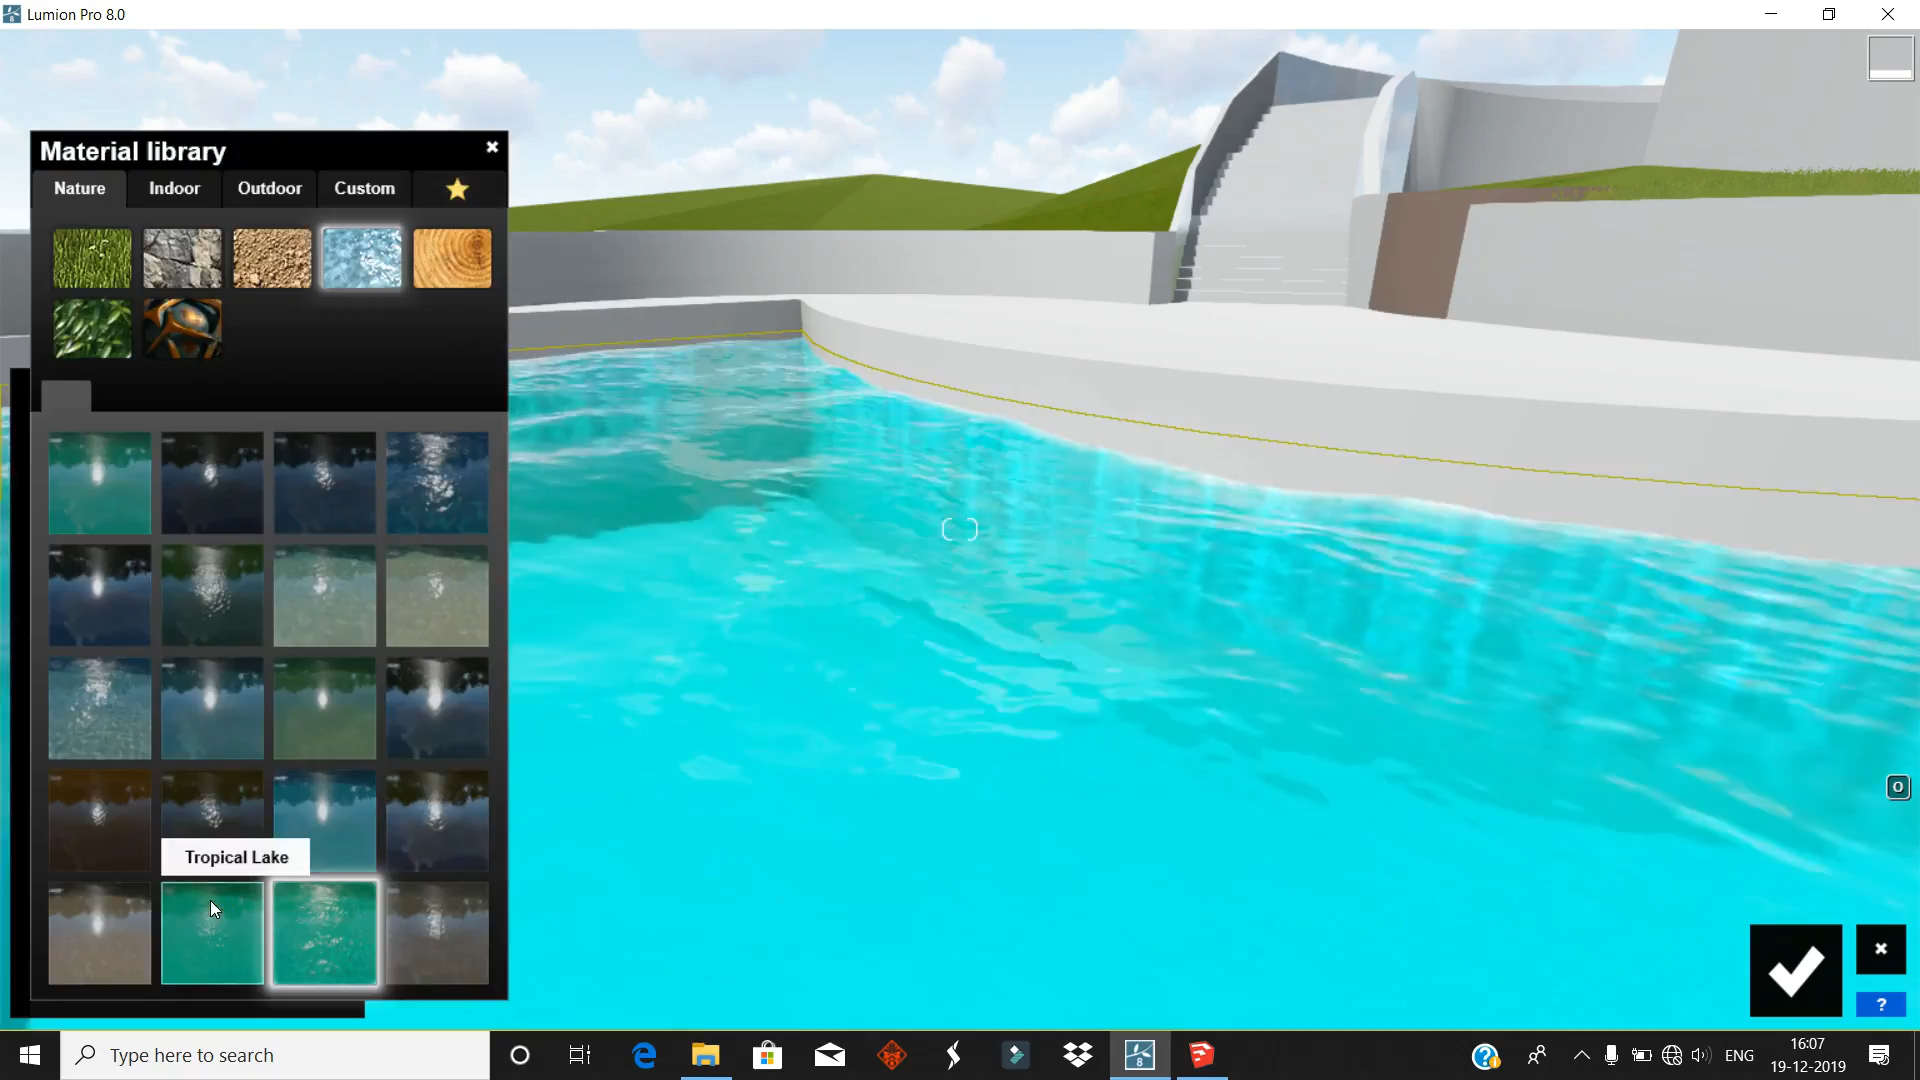 Lumion Pro 8.0
Material library
Nature Indoor Outdoor Custom
Tropical Lake
O
?
Type here to search
8
ENG
16:07
19-12-2019